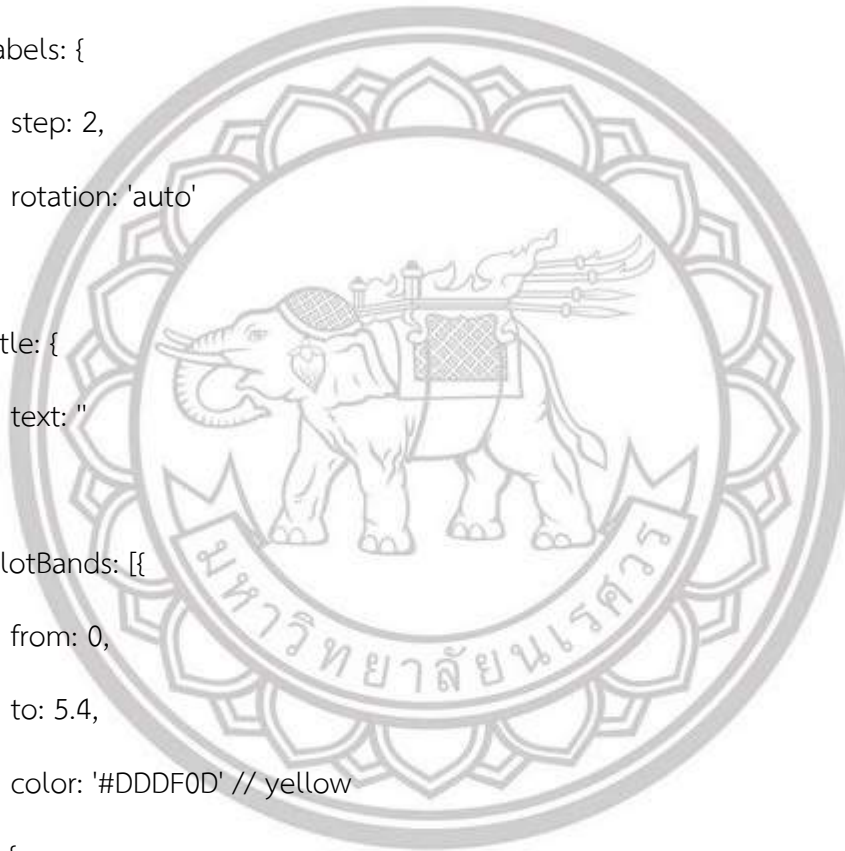 abels: {
step: 2,
rotation: 'auto'
tle: {
text: ''
lotBands: [{
from: 0,
to: 5.4,
color: '#DDDF0D' // yellow
{
มหาวิทยาลัยนเรศวร